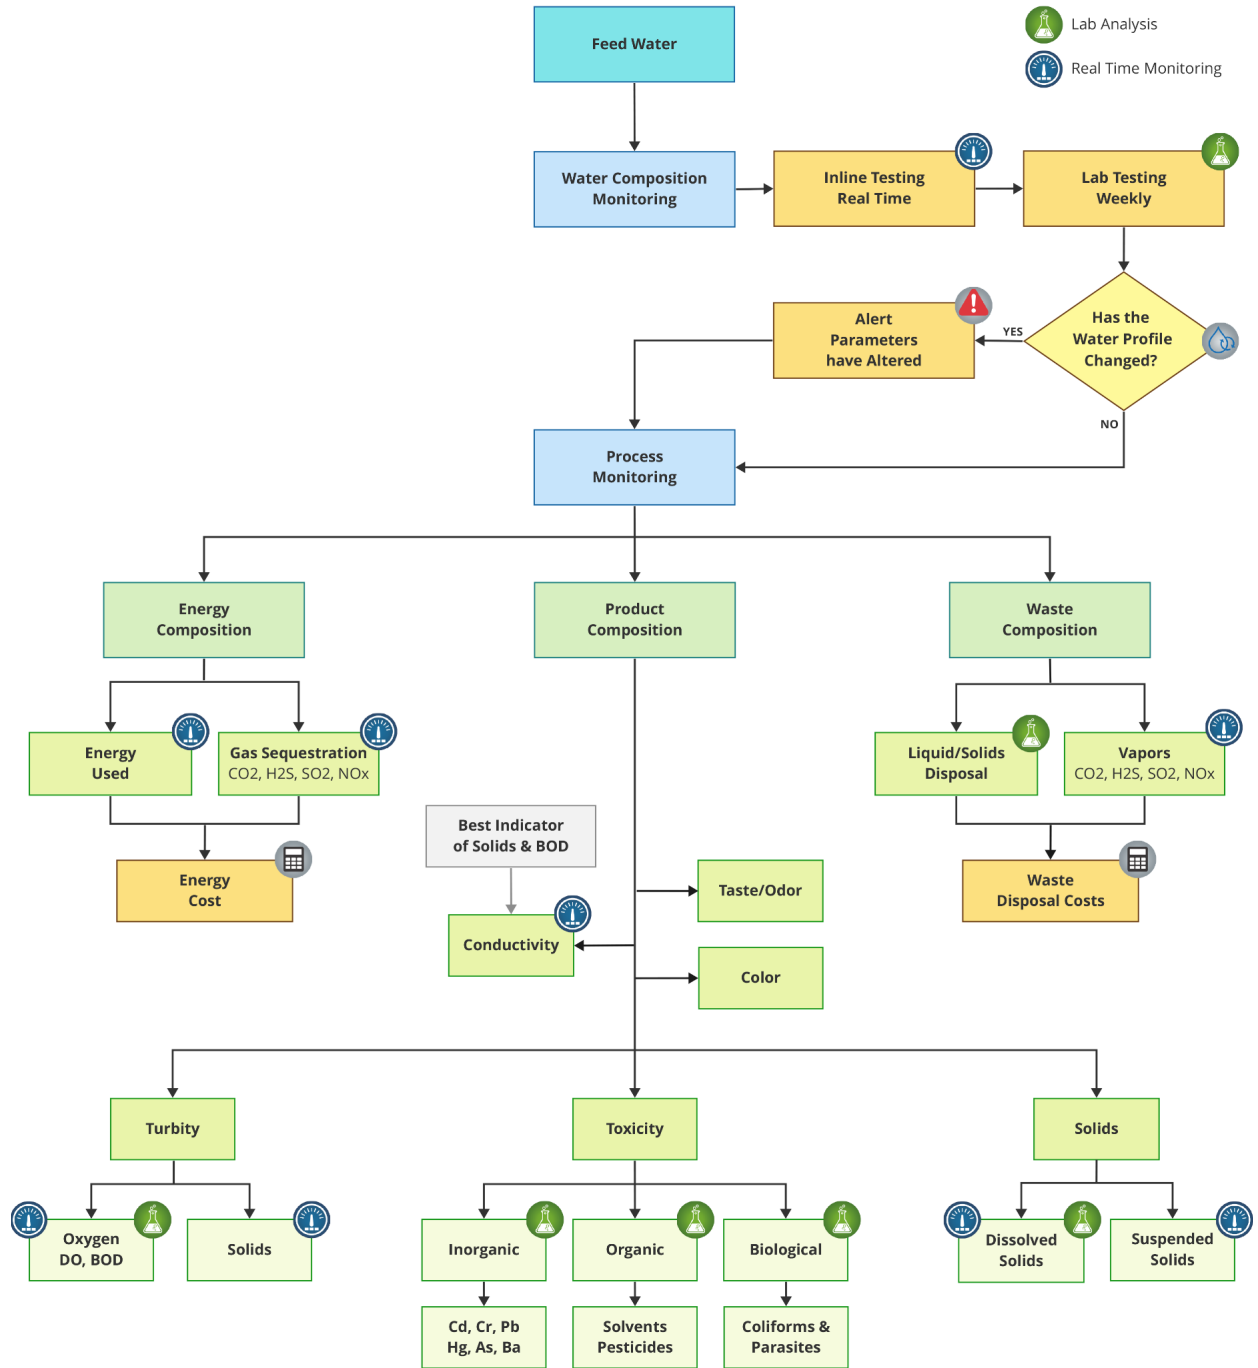 Lab Analysis
Real Time Monitoring
Feed Water
Water Composition
Monitoring
Inline Testing
Real Time
Lab Testing
Weekly
Has the
Water Profile
Changed?
YES
NO
Alert
Parameters
have Altered
Process
Monitoring
Energy
Composition
Product
Composition
Waste
Composition
Energy
Used
Gas Sequestration
CO2, H2S, SO2, NOx
Liquid/Solids
Disposal
Vapors
CO2, H2S, SO2, NOx
Energy
Cost
Best Indicator
of Solids & BOD
Conductivity
Taste/Odor
Color
Waste
Disposal Costs
Turbity
Toxicity
Solids
Oxygen
DO, BOD
Solids
Inorganic
Organic
Biological
Dissolved
Solids
Suspended
Solids
Cd, Cr, Pb
Hg, As, Ba
Solvents
Pesticides
Coliforms &
Parasites